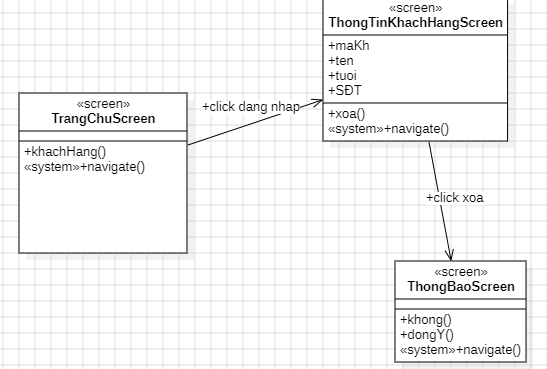 «screen»
ThongTinKhachHangScreen
+maKh
+ten
+tuoi
+SĐT
+xoa()
«system»+navigate()
+click dang nhap
«screen»
TrangChuScreen
+khachHang()
«system»+navigate()
+click xoa
«screen»
ThongBaoScreen
+khong()
+dongY()
«system»+navigate()